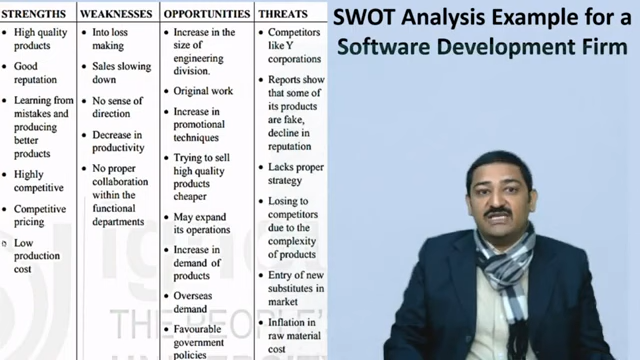 SWOT Analysis Example for a
Software Development Firm
STRENGTHS
• High quality
products
• Good
reputation
• Learning from
mistakes and
producing
better
products
• Highly
competitive
• Competitive
pricing
• Low
production
cost
WEAKNESSES
• Into loss
making
• Sales slowing
down
• No sense of
direction
• Decrease in
productivity
• No proper
collaboration
within the
functional
departments
OPPORTUNITIES
• Increase in the
size of
engineering
division.
• Original work
• Increase in
promotional
techniques
• Trying to sell
high quality
products
cheaper
• May expand
its operations
• Increase in
demand of
products
• Overseas
demand
• Favourable
government
policies
THREATS
• Competitors
like Y
corporations
• Reports show
that some of
its products
are fake,
decline in
reputation
• Lacks proper
strategy
• Losing to
competitors
due to the
complexity of
products
• Entry of new
substitutes in
market
• Inflation in
raw material
cost
THE PEOPLE'S